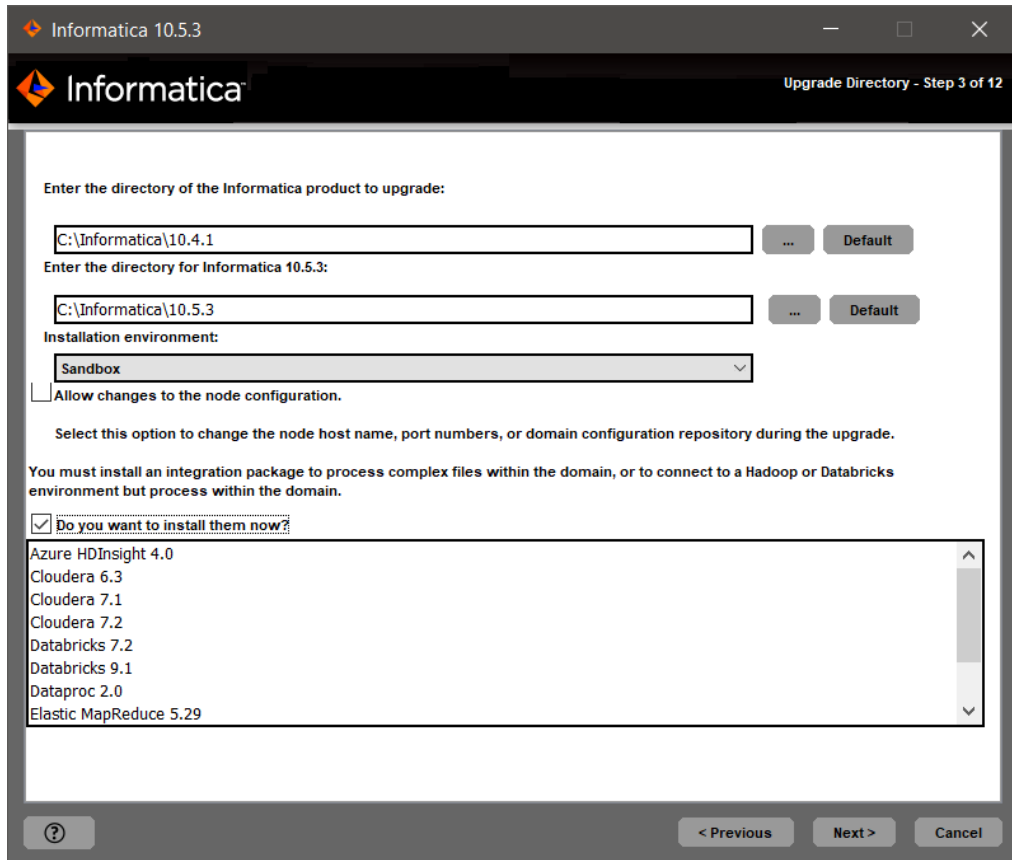 Informatica 10.5.3
Informatica
Upgrade Directory - Step 3 of 12
Enter the directory of the Informatica product to upgrade:
C:\Informatica\10.4.1
...
Default
Enter the directory for Informatica 10.5.3:
C:\Informatica\10.5.3
...
Default
Installation environment:
Sandbox
Allow changes to the node configuration.
Select this option to change the node host name, port numbers, or domain configuration repository during the upgrade.
You must install an integration package to process complex files within the domain, or to connect to a Hadoop or Databricks
environment but process within the domain.
Do you want to install them now?
Azure HDInsight 4.0
Cloudera 6.3
Cloudera 7.1
Cloudera 7.2
Databricks 7.2
Databricks 9.1
Dataproc 2.0
Elastic MapReduce 5.29
?
< Previous
Next >
Cancel